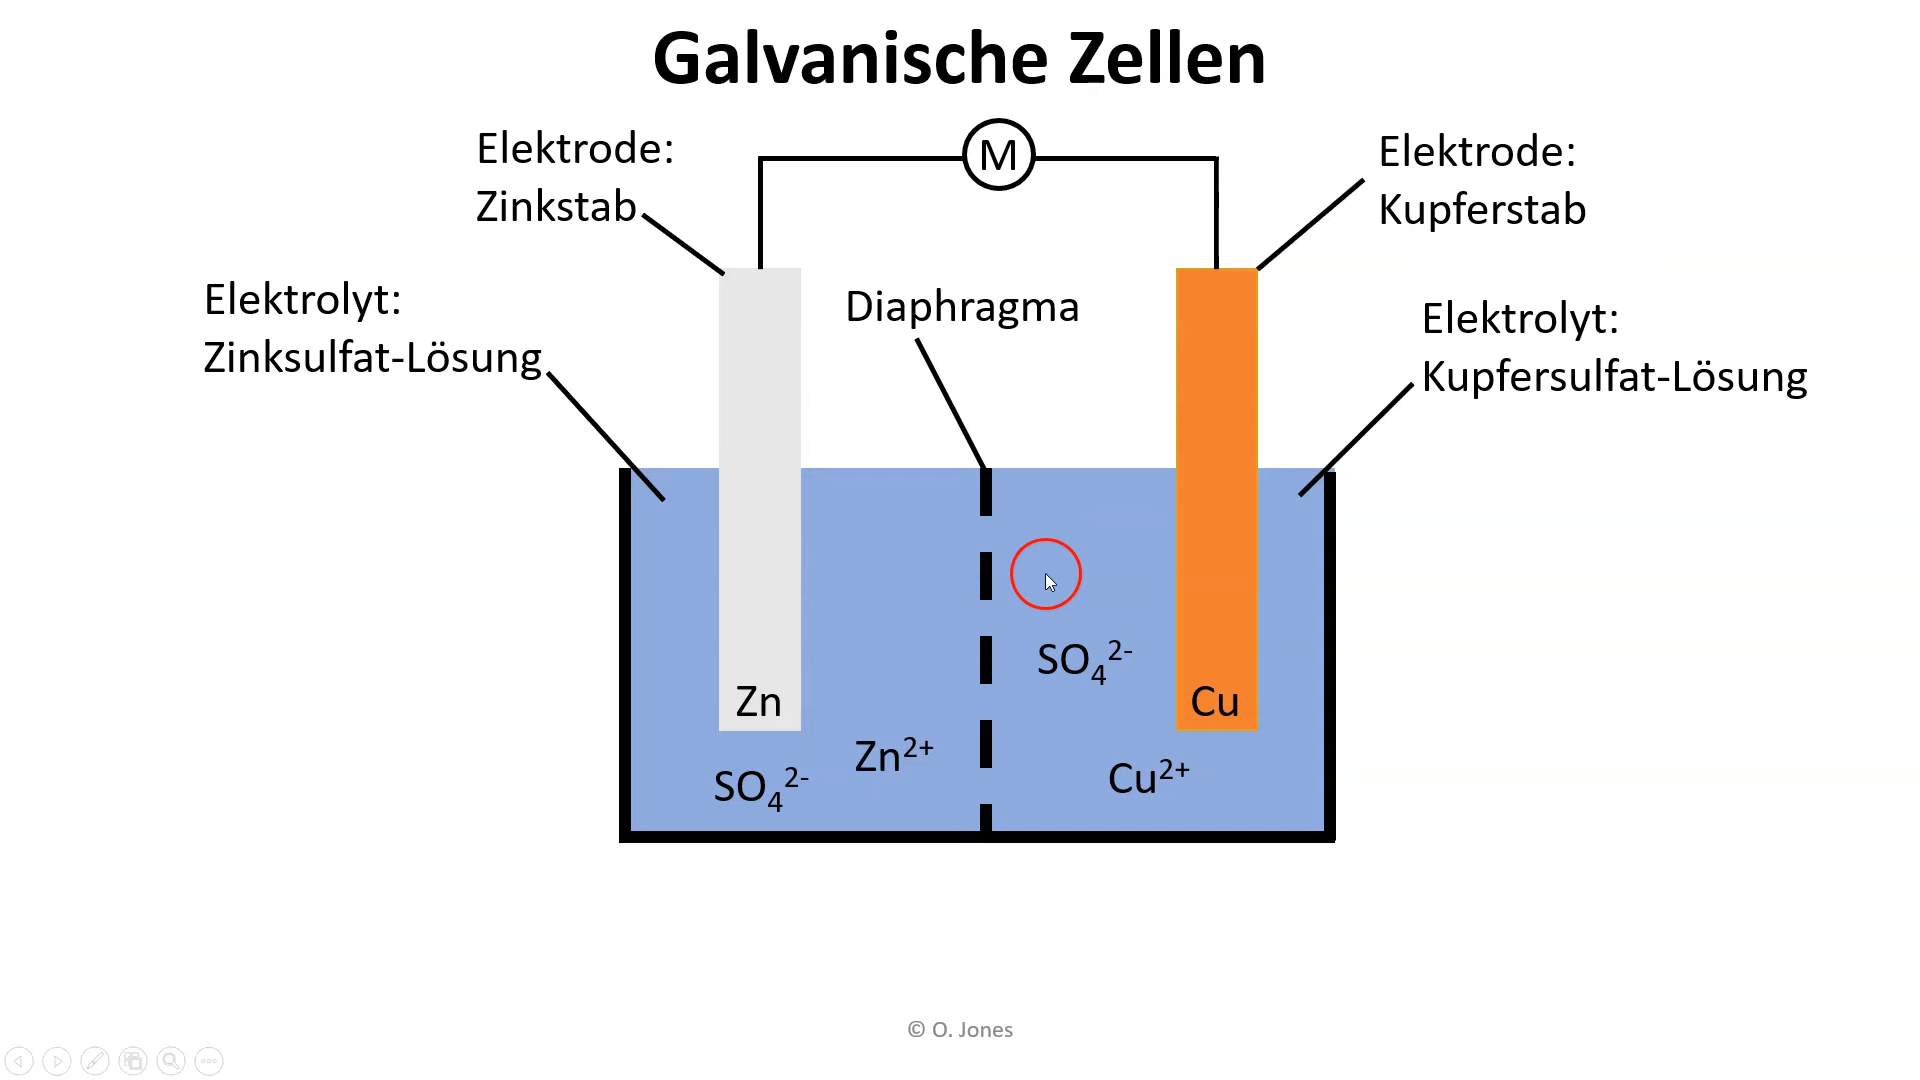 Galvanische Zellen
Elektrode:
Zinkstab
M
Elektrode:
Kupferstab
Elektrolyt:
Zinksulfat-Lösung
Diaphragma
Elektrolyt:
Kupfersulfat-Lösung
Zn
SO₄²⁻
Zn²⁺
SO₄²⁻
Cu
Cu²⁺
© O. Jones